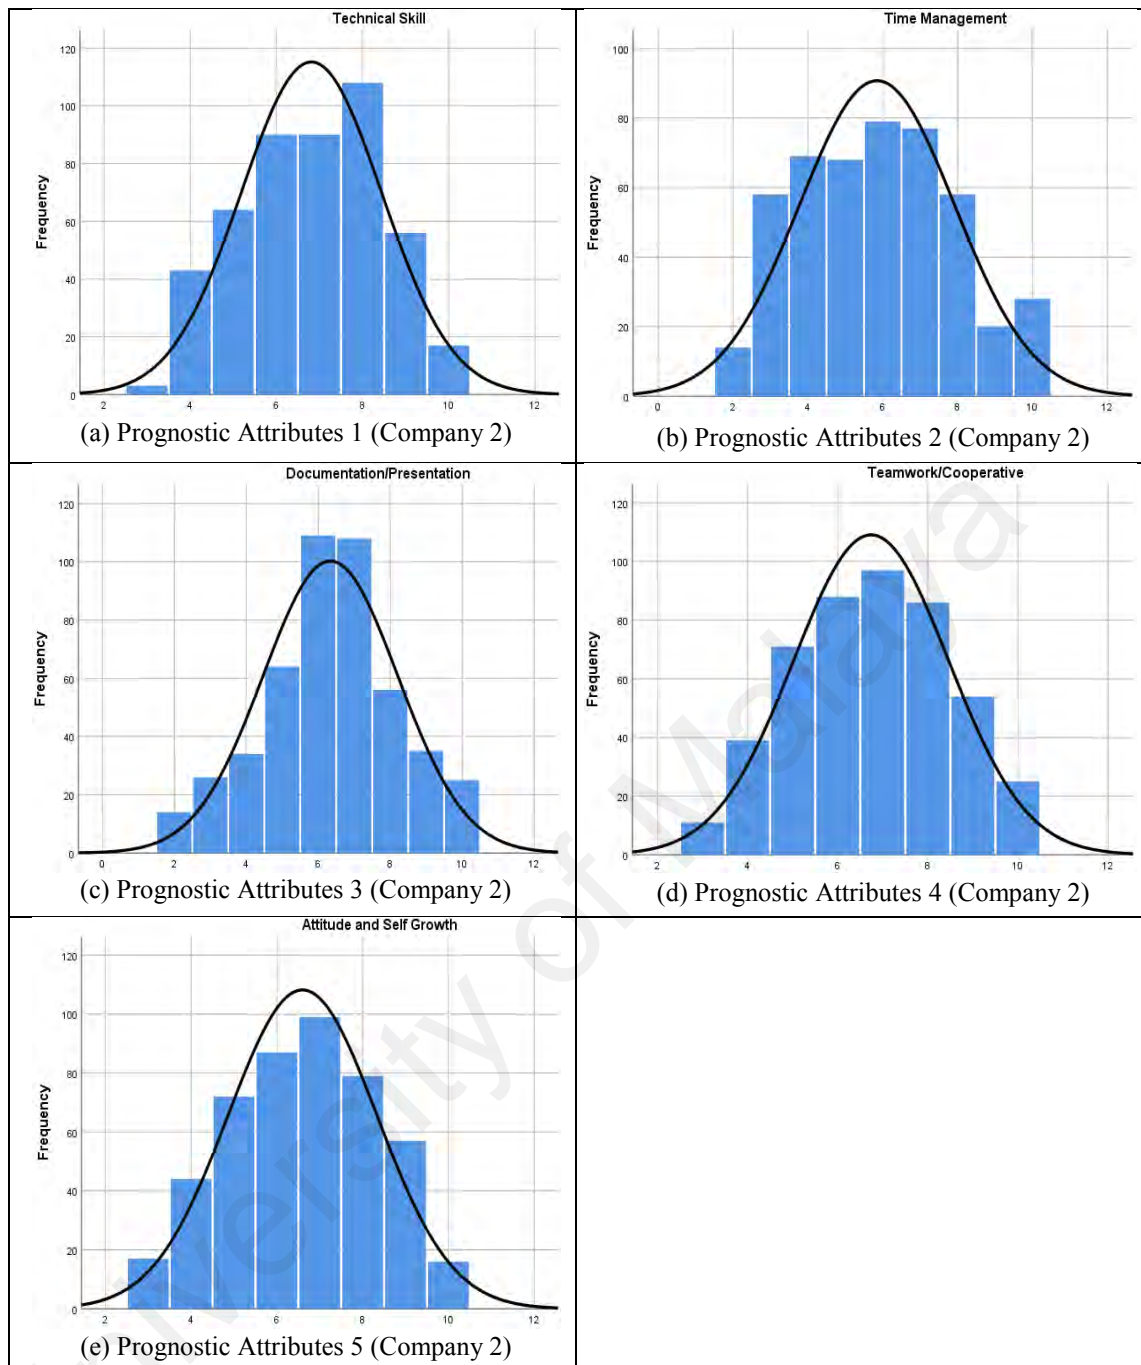 Technical Skill
Frequency
120
100
80
60
40
20
0
2 4 6 8 10 12
(a) Prognostic Attributes 1 (Company 2)
Time Management
Frequency
100
80
60
40
20
0
0 2 4 6 8 10 12
(b) Prognostic Attributes 2 (Company 2)
Documentation/Presentation
Frequency
120
100
80
60
40
20
0
0 2 4 6 8 10 12
(c) Prognostic Attributes 3 (Company 2)
Teamwork/Cooperative
Frequency
120
100
80
60
40
20
0
2 4 6 8 10 12
(d) Prognostic Attributes 4 (Company 2)
Attitude and Self Growth
Frequency
120
100
80
60
40
20
0
2 4 6 8 10 12
(e) Prognostic Attributes 5 (Company 2)
University of Malaya